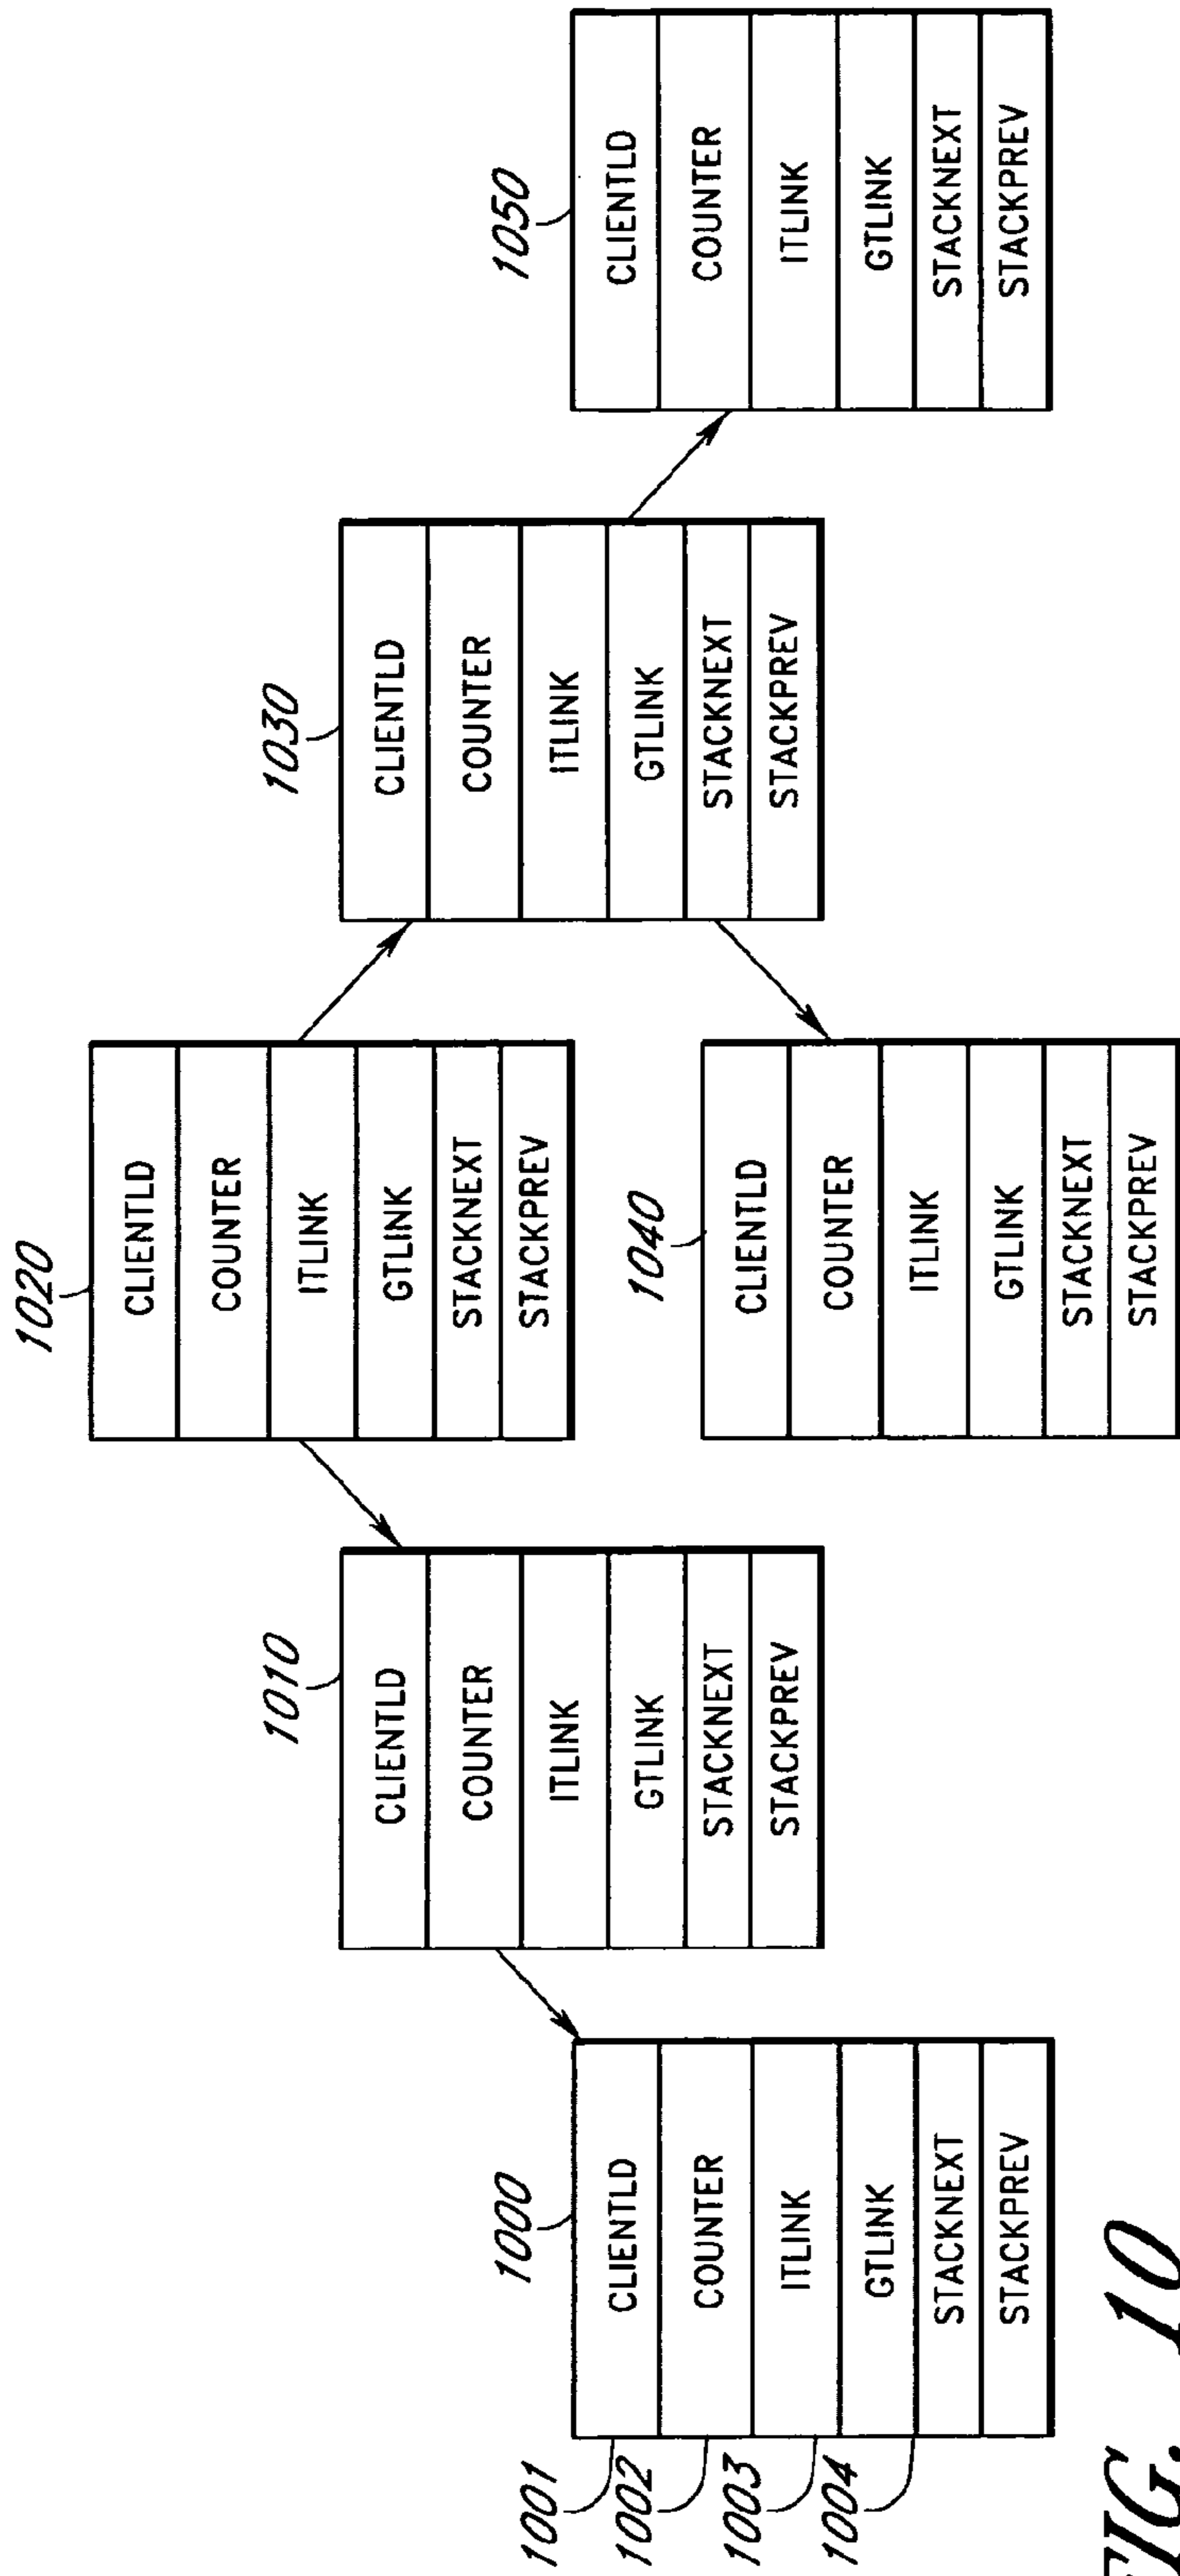 1020
CLIENTLD
COUNTER
ITLINK
GTLINK
STACKNEXT
STACKPREV
1010
CLIENTLD
COUNTER
ITLINK
GTLINK
STACKNEXT
STACKPREV
1030
CLIENTLD
COUNTER
ITLINK
GTLINK
STACKNEXT
STACKPREV
1000
1001
CLIENTLD
1002
COUNTER
1003
ITLINK
1004
GTLINK
STACKNEXT
STACKPREV
1040
CLIENTLD
COUNTER
ITLINK
GTLINK
STACKNEXT
STACKPREV
1050
CLIENTLD
COUNTER
ITLINK
GTLINK
STACKNEXT
STACKPREV
FIG. 10